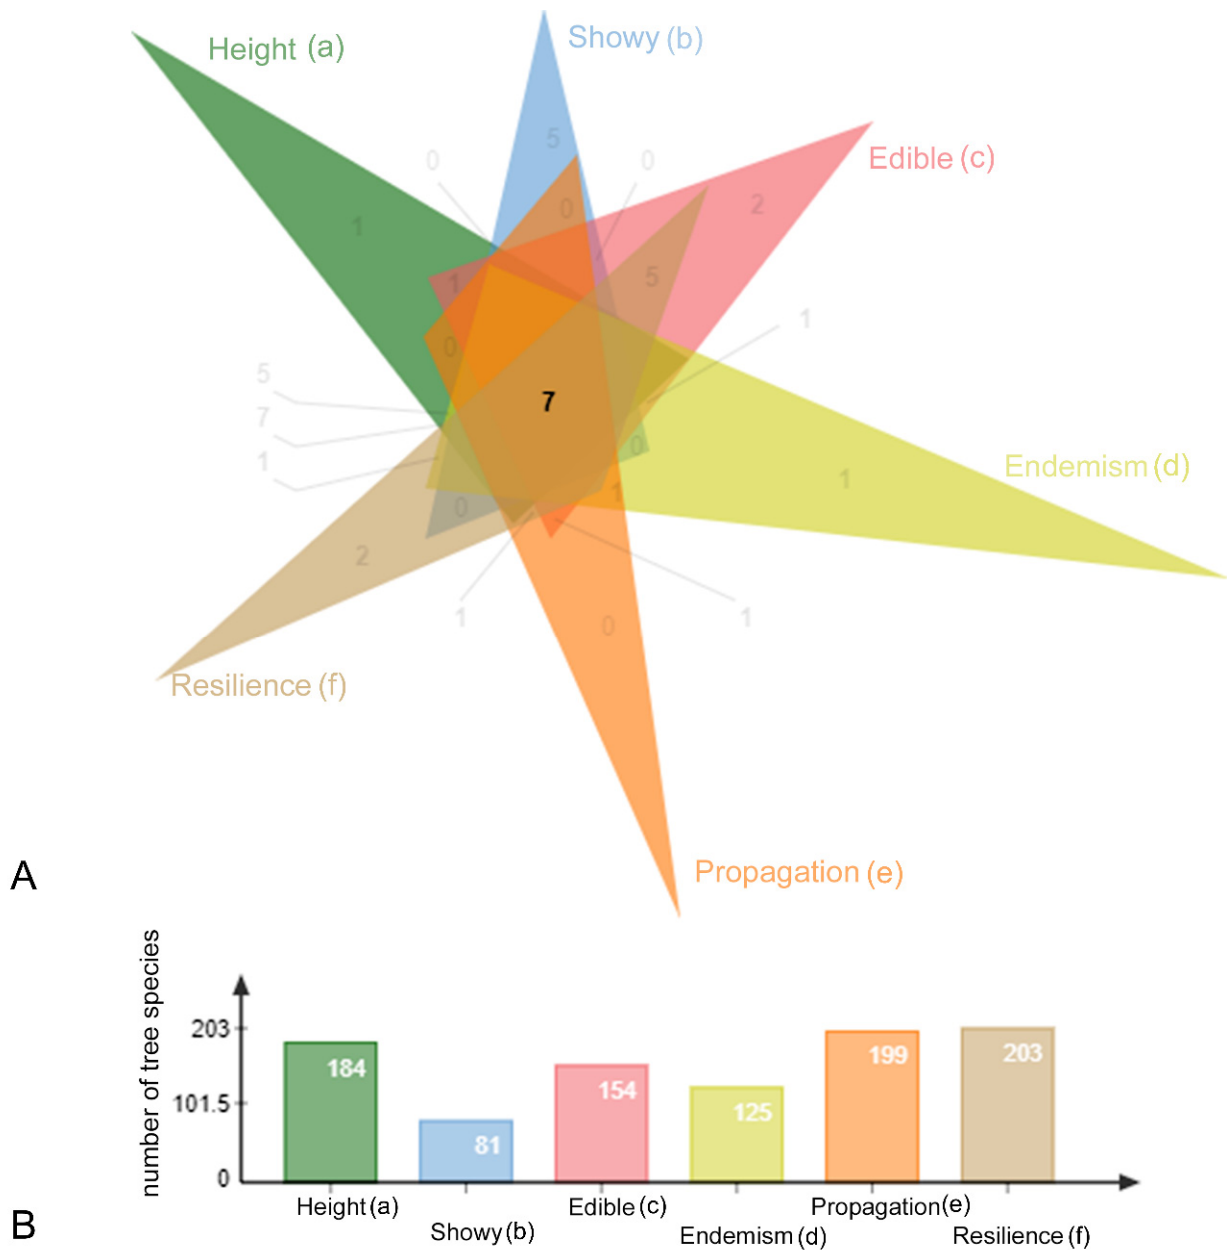 Height (a)
Showy (b)
5
0
0
Edible (c)
2
0
1
5
1
1
0
5
7
7
1
0
Endemism (d)
1
1
0
2
1
1
0
Resilience (f)
Propagation (e)
A
number of tree species
203
101.5
0
184
81
154
125
199
203
Height (a)
Showy (b)
Edible (c)
Endemism (d)
Propagation (e)
Resilience (f)
B